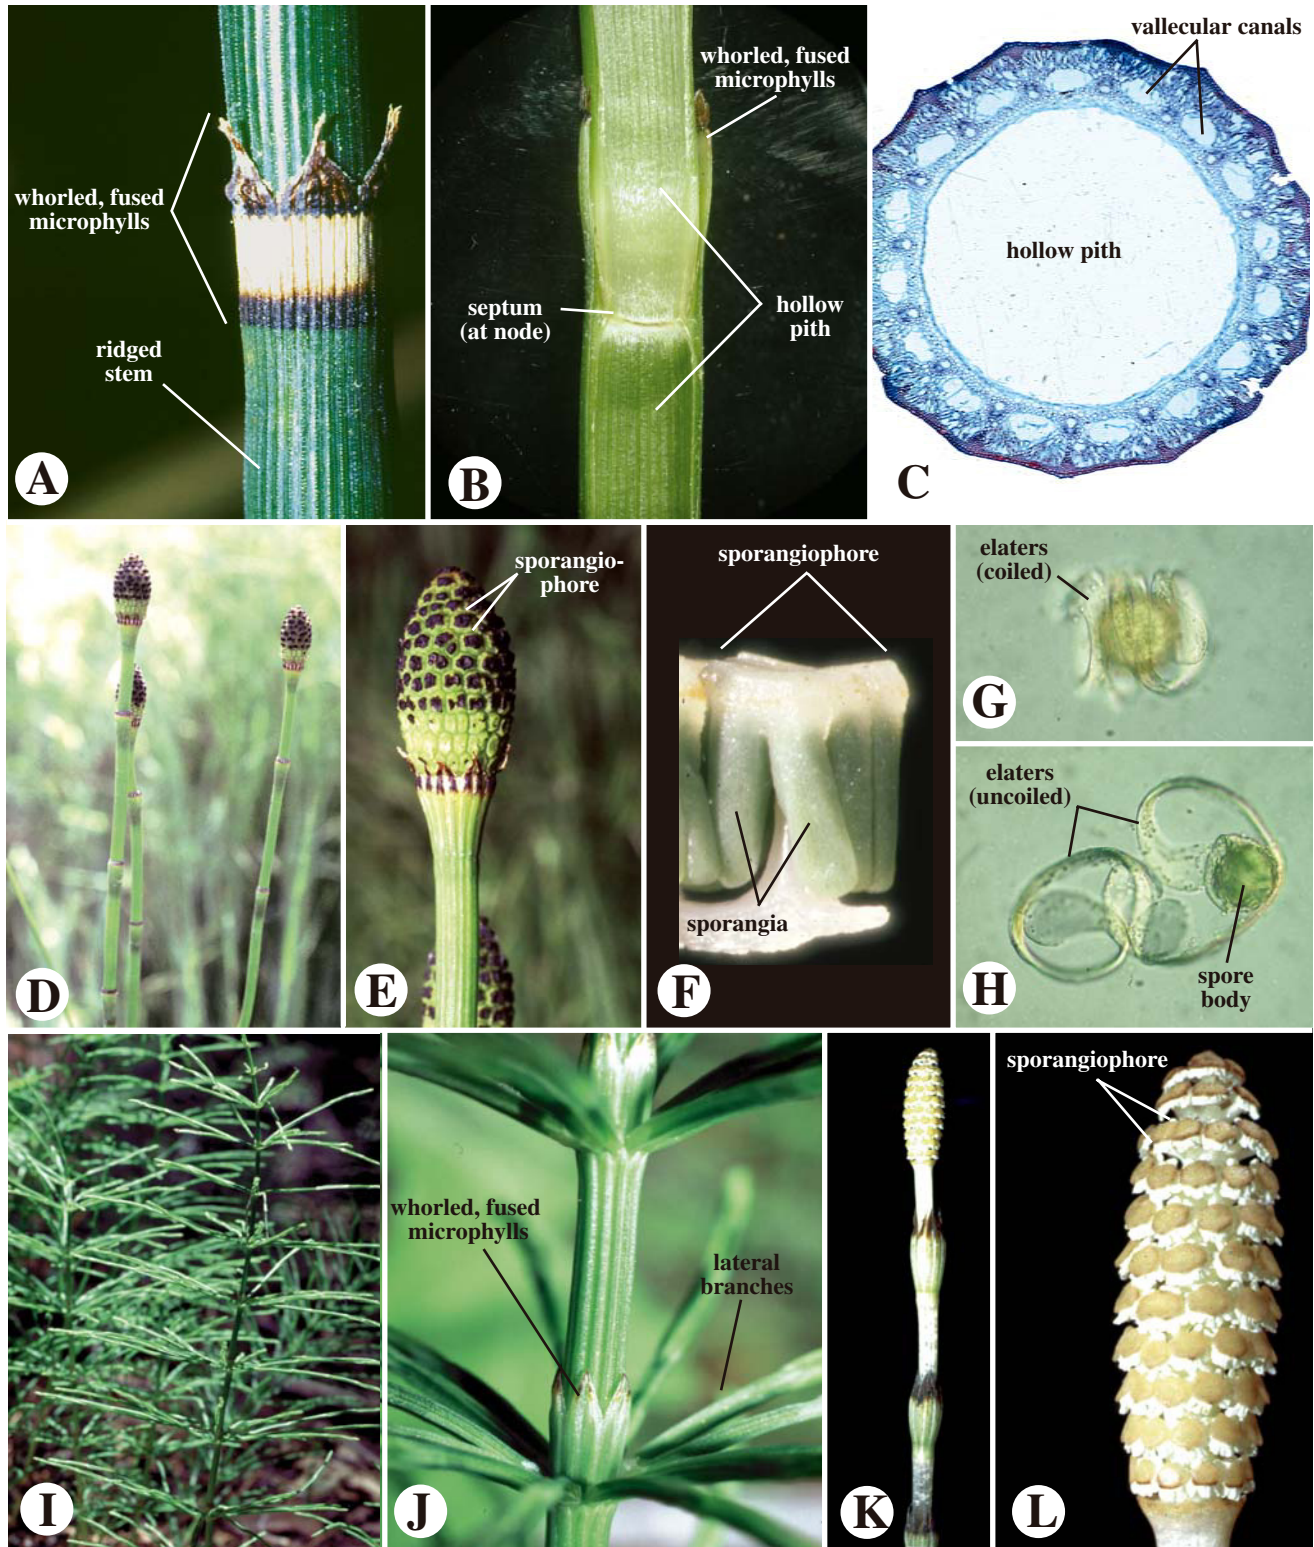 whorled, fused
microphylls
ridged
stem
A
whorled, fused
microphylls
septum
(at node)
hollow
pith
B
vallecular canals
hollow pith
C
D
sporangio-
phore
E
sporangiophore
sporangia
F
elaters
(coiled)
G
elaters
(uncoiled)
spore
body
H
I
whorled, fused
microphylls
lateral
branches
J
K
sporangiophore
L